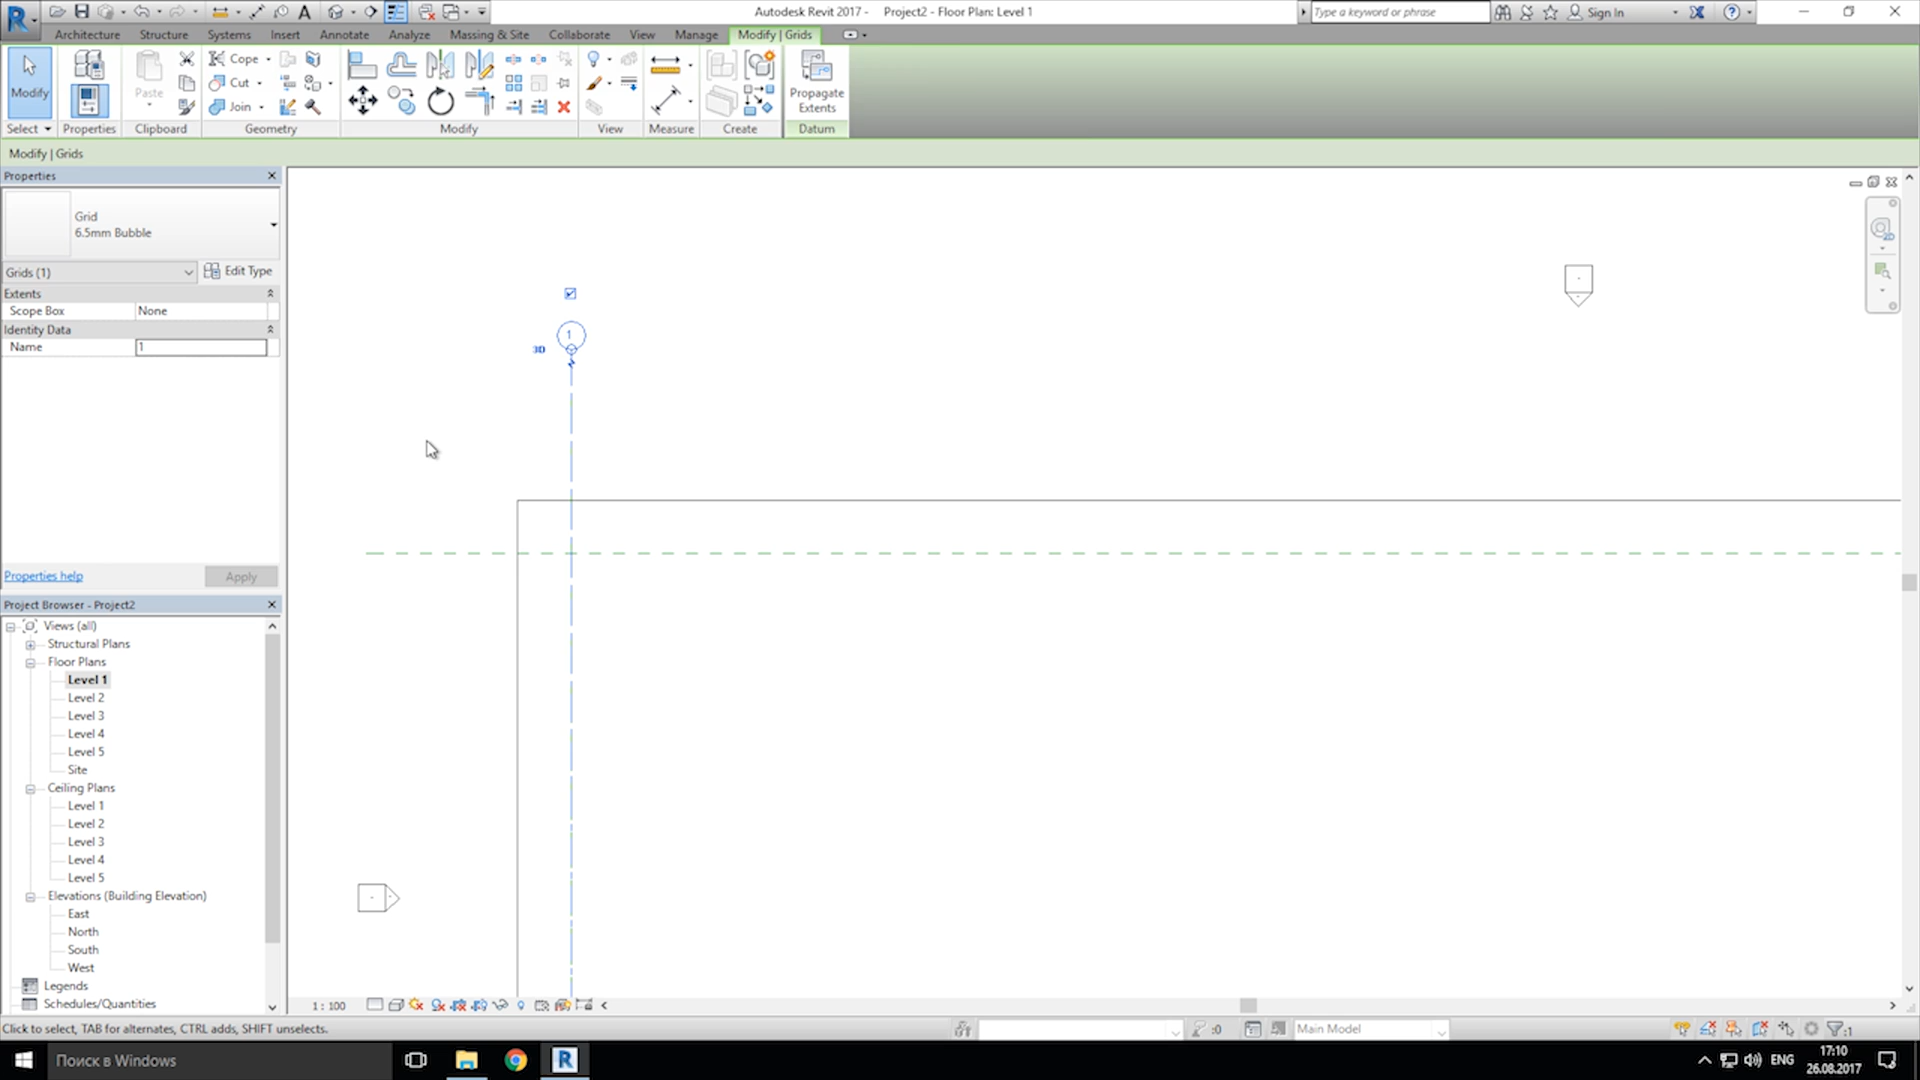 Autodesk Revit 2017 - Project2 - Floor Plan: Level 1
Type a keyword or phrase
Sign In
Architecture Structure Systems Insert Annotate Analyze Massing & Site Collaborate View Manage Modify | Grids
Modify
Paste
Cope
Cut
Join
Propagate
Extents
Select Properties Clipboard Geometry Modify View Measure Create Datum
Modify | Grids
Properties
Grid
6.5mm Bubble
Grids (1)
Edit Type
Extents
Scope Box None
Identity Data
Name 1
Properties help
Apply
1
3D
Project Browser - Project2
Views (all)
Structural Plans
Floor Plans
Level 1
Level 2
Level 3
Level 4
Level 5
Site
Ceiling Plans
Level 1
Level 2
Level 3
Level 4
Level 5
Elevations (Building Elevation)
East
North
South
West
Legends
Schedules/Quantities
1 : 100
Click to select, TAB for alternates, CTRL adds, SHIFT unselects.
:0
Main Model
:1
Поиск в Windows
ENG
17:10
26.08.2017